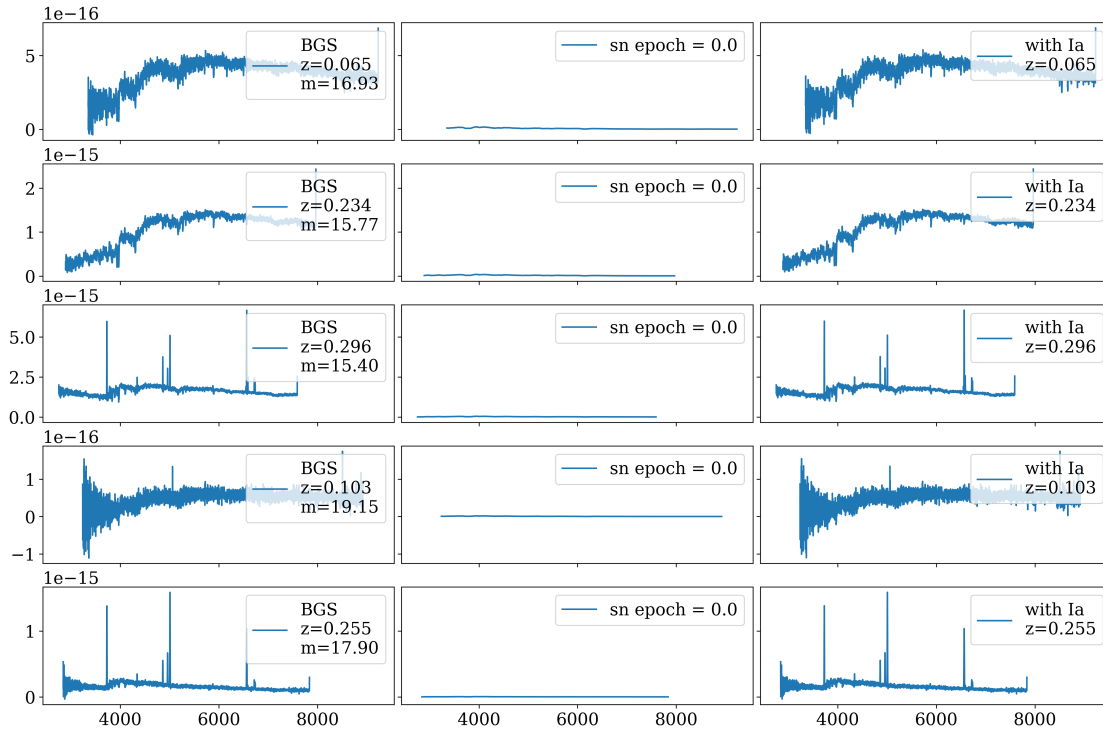 1e−16
BGS
z=0.065
m=16.93
sn epoch = 0.0
with Ia
z=0.065
5
0
1e−15
BGS
z=0.234
m=15.77
sn epoch = 0.0
with Ia
z=0.234
2
1
0
1e−15
BGS
z=0.296
m=15.40
sn epoch = 0.0
with Ia
z=0.296
5.0
2.5
0.0
1e−16
BGS
z=0.103
m=19.15
sn epoch = 0.0
with Ia
z=0.103
1
0
−1
1e−15
BGS
z=0.255
m=17.90
sn epoch = 0.0
with Ia
z=0.255
1
0
4000 6000 8000 4000 6000 8000 4000 6000 8000